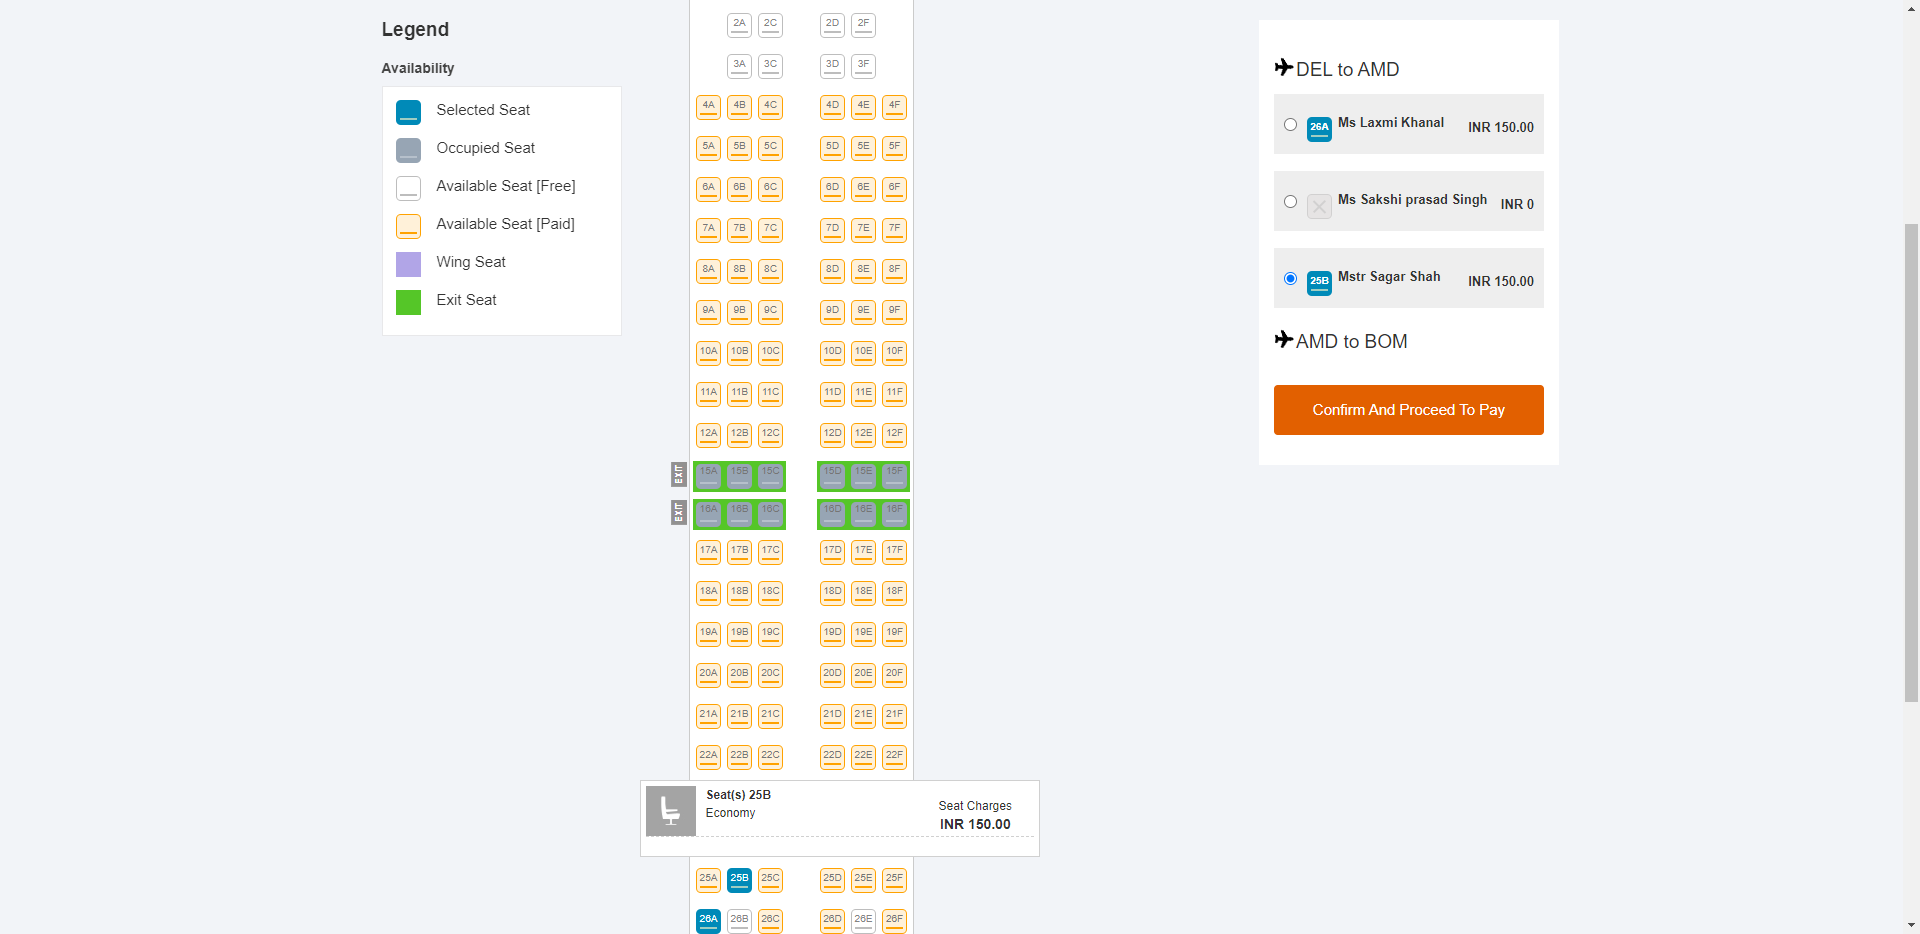 Legend
Availability
Selected Seat
Occupied Seat
Available Seat [Free]
Available Seat [Paid]
Wing Seat
Exit Seat
2A 2C 2D 2F
3A 3C 3D 3F
4A 4B 4C 4D 4E 4F
5A 5B 5C 5D 5E 5F
6A 6B 6C 6D 6E 6F
7A 7B 7C 7D 7E 7F
8A 8B 8C 8D 8E 8F
9A 9B 9C 9D 9E 9F
10A 10B 10C 10D 10E 10F
11A 11B 11C 11D 11E 11F
12A 12B 12C 12D 12E 12F
EXIT 15A 15B 15C 15D 15E 15F
EXIT 16A 16B 16C 16D 16E 16F
17A 17B 17C 17D 17E 17F
18A 18B 18C 18D 18E 18F
19A 19B 19C 19D 19E 19F
20A 20B 20C 20D 20E 20F
21A 21B 21C 21D 21E 21F
22A 22B 22C 22D 22E 22F
Seat(s) 25B
Economy
Seat Charges
INR 150.00
25A 25B 25C 25D 25E 25F
26A 26B 26C 26D 26E 26F
DEL to AMD
26A Ms Laxmi Khanal INR 150.00
Ms Sakshi prasad Singh INR 0
25B Mstr Sagar Shah INR 150.00
AMD to BOM
Confirm And Proceed To Pay